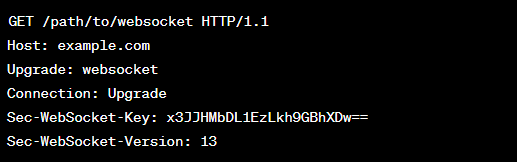 GET /path/to/websocket HTTP/1.1
Host: example.com
Upgrade: websocket
Connection: Upgrade
Sec-WebSocket-Key: x3JJHMbDL1EzLkh9GBhXDw==
Sec-WebSocket-Version: 13